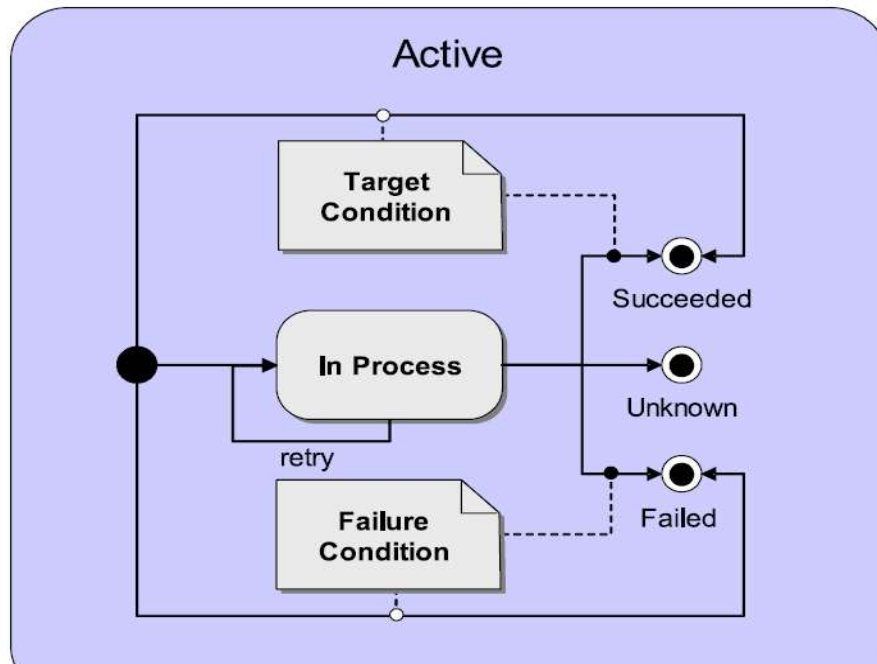 Active
Target
Condition
Succeeded
In Process
Unknown
retry
Failure
Condition
Failed